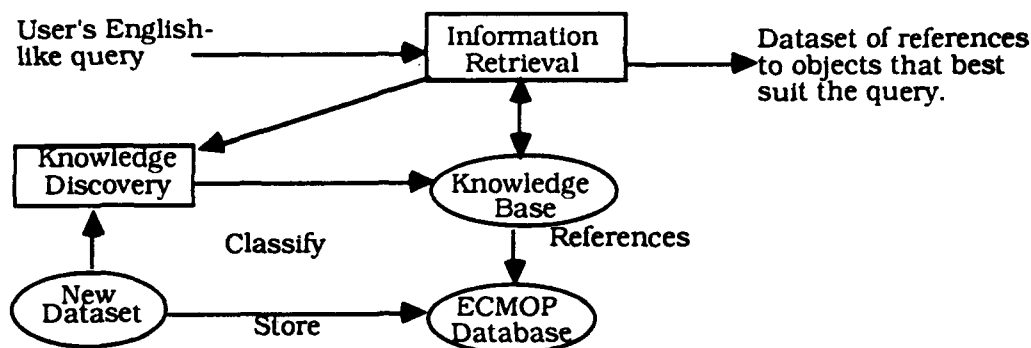 User's English-
like query
Information
Retrieval
Dataset of references
to objects that best
suit the query.
Knowledge
Discovery
Knowledge
Base
Classify
References
New
Dataset
Store
ECMOP
Database